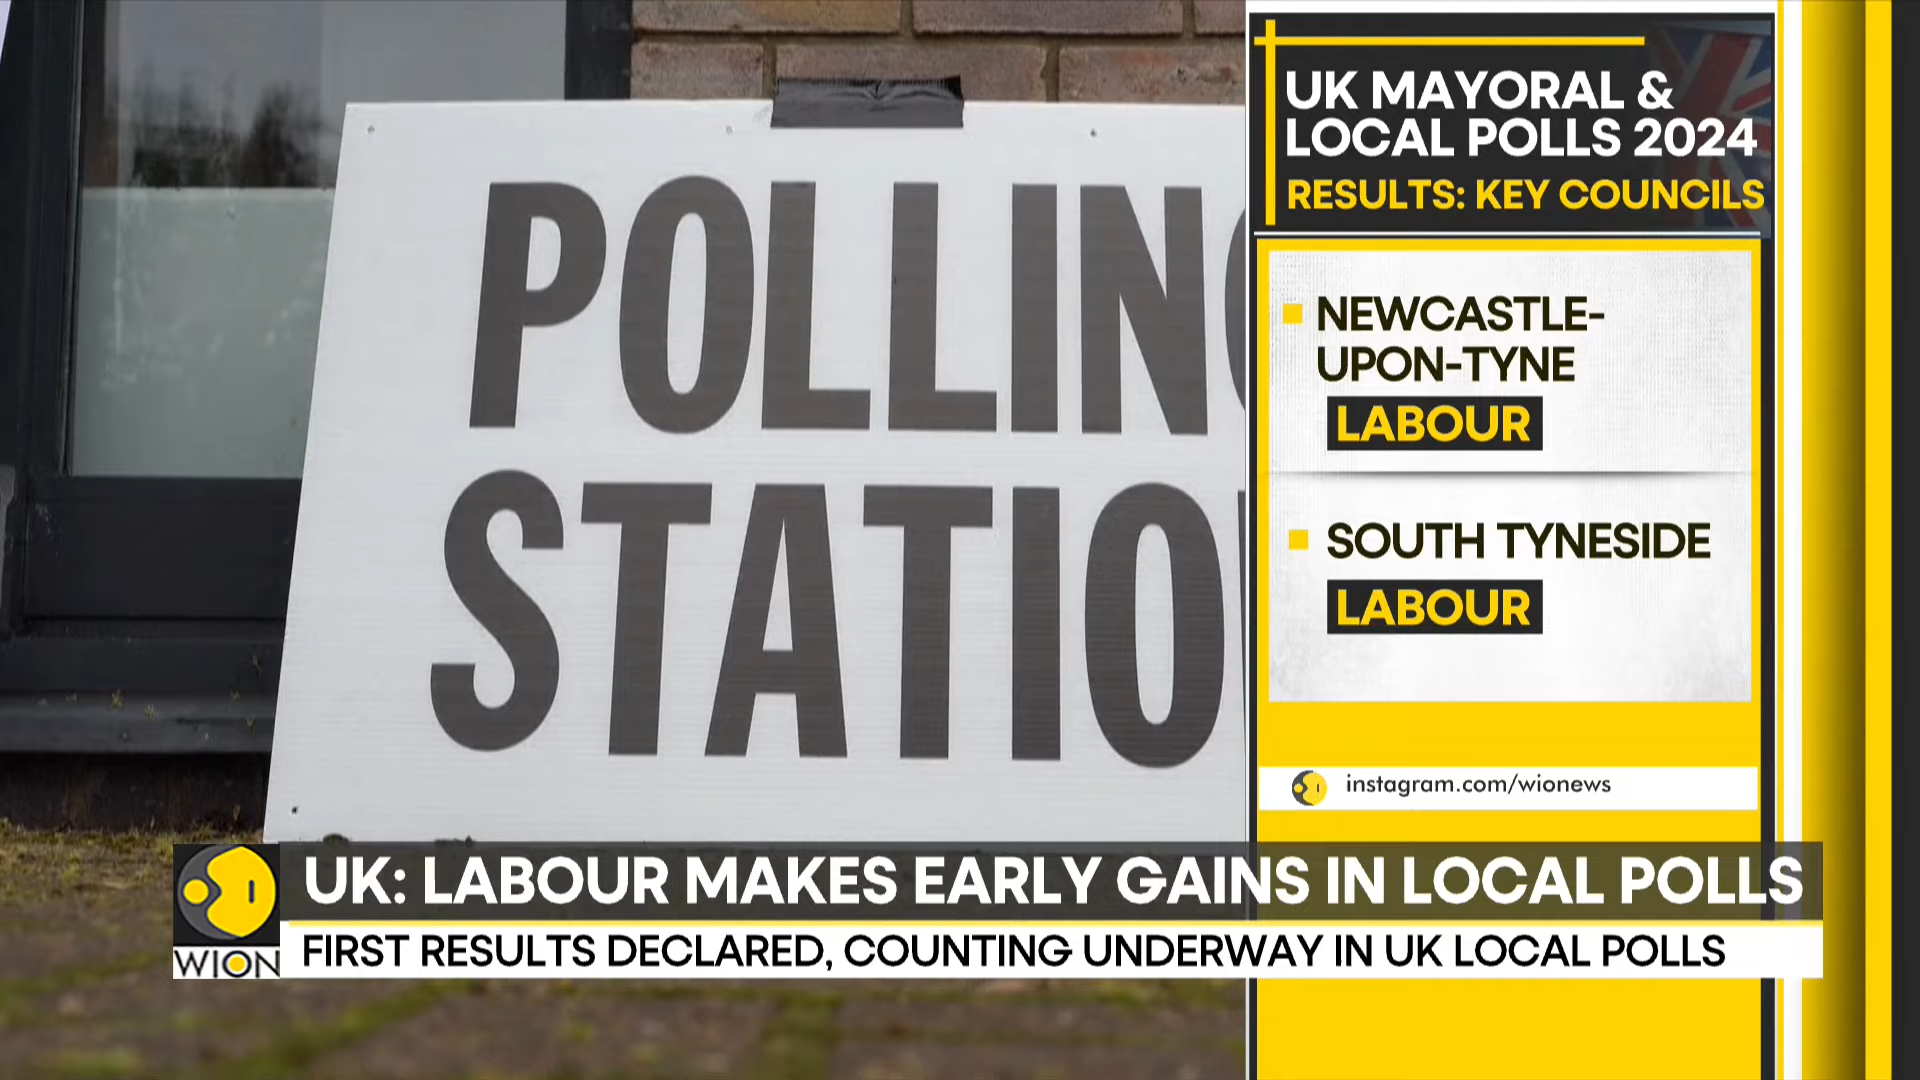 POLLIN
STATIO
UK MAYORAL &
LOCAL POLLS 2024
RESULTS: KEY COUNCILS
NEWCASTLE-
UPON-TYNE
LABOUR
SOUTH TYNESIDE
LABOUR
instagram.com/wionews
UK: LABOUR MAKES EARLY GAINS IN LOCAL POLLS
FIRST RESULTS DECLARED, COUNTING UNDERWAY IN UK LOCAL POLLS
WION